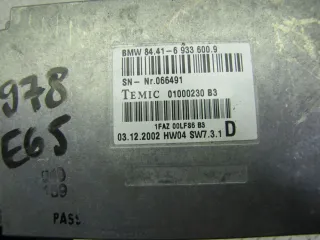 BMW 84.41-6 933 600.9
SN- Nr.066491
TEMIC 01000230 B3
1FAZ 00LFS5 B3
03.12.2002 HW04 SW7.3.1 D
978
E65
PASS